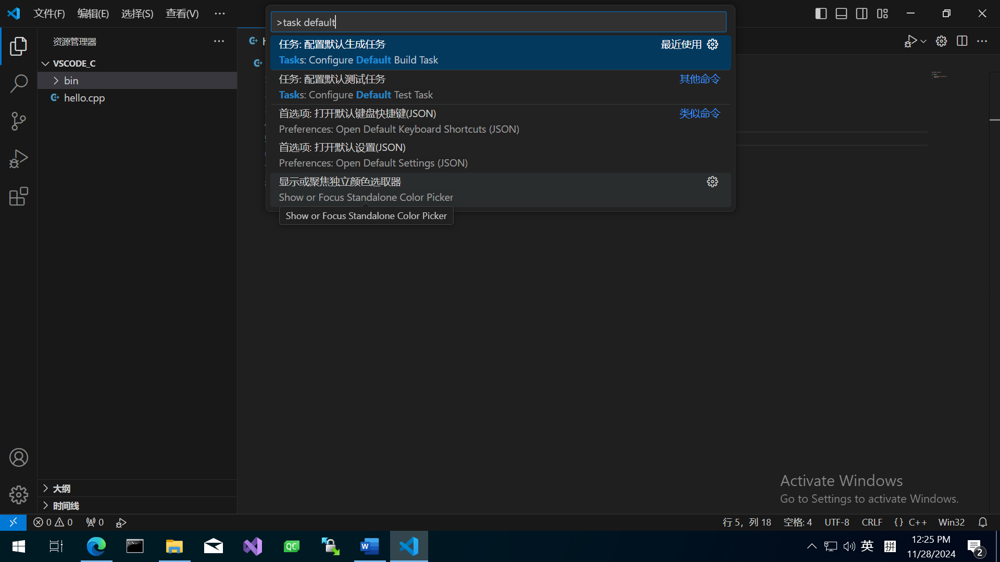 文件(F) 编辑(E) 选择(S) 查看(V) ···
>task default
任务: 配置默认生成任务 最近使用
Tasks: Configure Default Build Task
任务: 配置默认测试任务 其他命令
Tasks: Configure Default Test Task
首选项: 打开默认键盘快捷键(JSON) 类似命令
Preferences: Open Default Keyboard Shortcuts (JSON)
首选项: 打开默认设置(JSON)
Preferences: Open Default Settings (JSON)
显示或聚焦独立颜色选取器
Show or Focus Standalone Color Picker
Show or Focus Standalone Color Picker
资源管理器
VSCODE_C
bin
hello.cpp
大纲
时间线
Activate Windows
Go to Settings to activate Windows.
0 0 0
行 5，列 18 空格: 4 UTF-8 CRLF {} C++ Win32
QC
英 拼
12:25 PM
11/28/2024
2